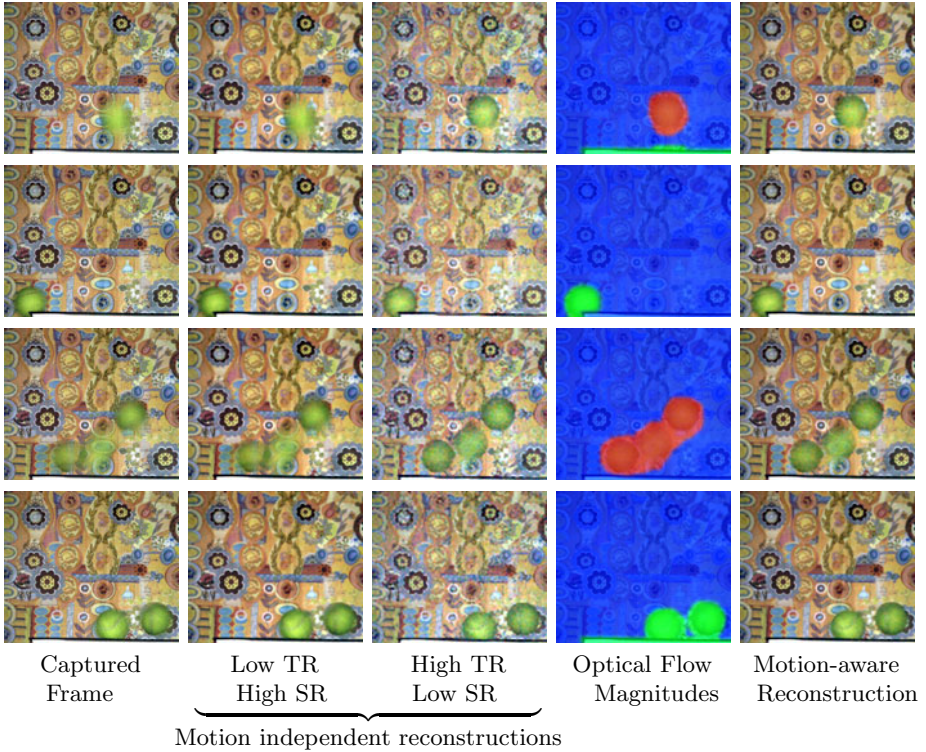 Captured Frame
Low TR High SR
High TR Low SR
Optical Flow Magnitudes
Motion-aware Reconstruction
Motion independent reconstructions